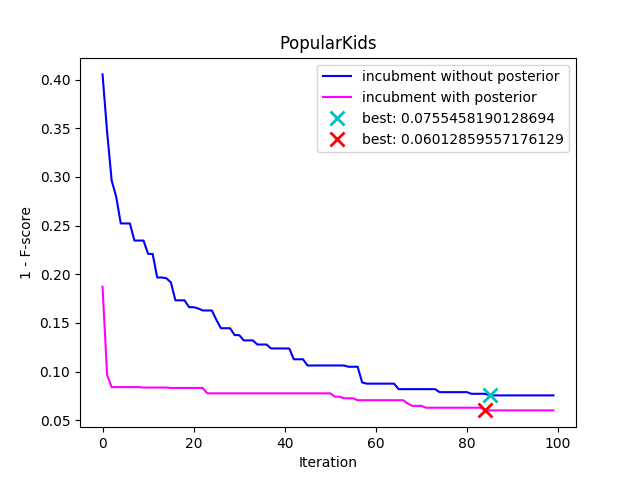 PopularKids
incubment without posterior
incubment with posterior
best: 0.0755458190128694
best: 0.06012859557176129
1 - F-score
0.40
0.35
0.30
0.25
0.20
0.15
0.10
0.05
0 20 40 60 80 100
Iteration